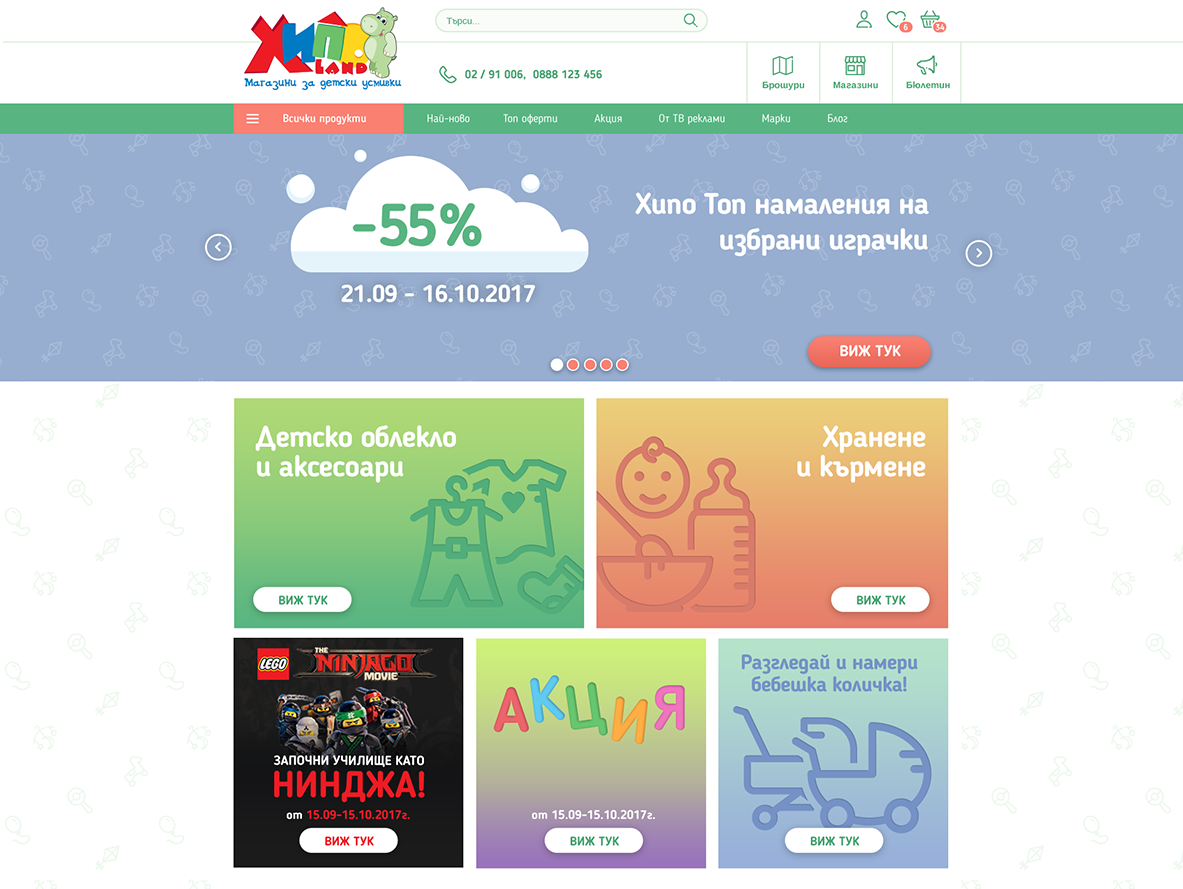 Търси...
6
34
ХИПО
LAND
Магазини за детски усмивки
02 / 91 006, 0888 123 456
Брошури
Магазини
Бюлетин
Всички продукти
Най-ново
Топ оферти
Акция
От ТВ реклами
Марки
Блог
-55%
21.09 - 16.10.2017
Хипо Топ намаления на
избрани играчки
ВИЖ ТУК
Детско облекло
и аксесоари
ВИЖ ТУК
Хранене
и кърмене
ВИЖ ТУК
LEGO
THE
NINJAGO
MOVIE
ЗАПОЧНИ УЧИЛИЩЕ КАТО
НИНДЖА!
от 15.09-15.10.2017г.
ВИЖ ТУК
АКЦИЯ
от 15.09-15.10.2017г.
ВИЖ ТУК
Разгледай и намери
бебешка количка!
ВИЖ ТУК